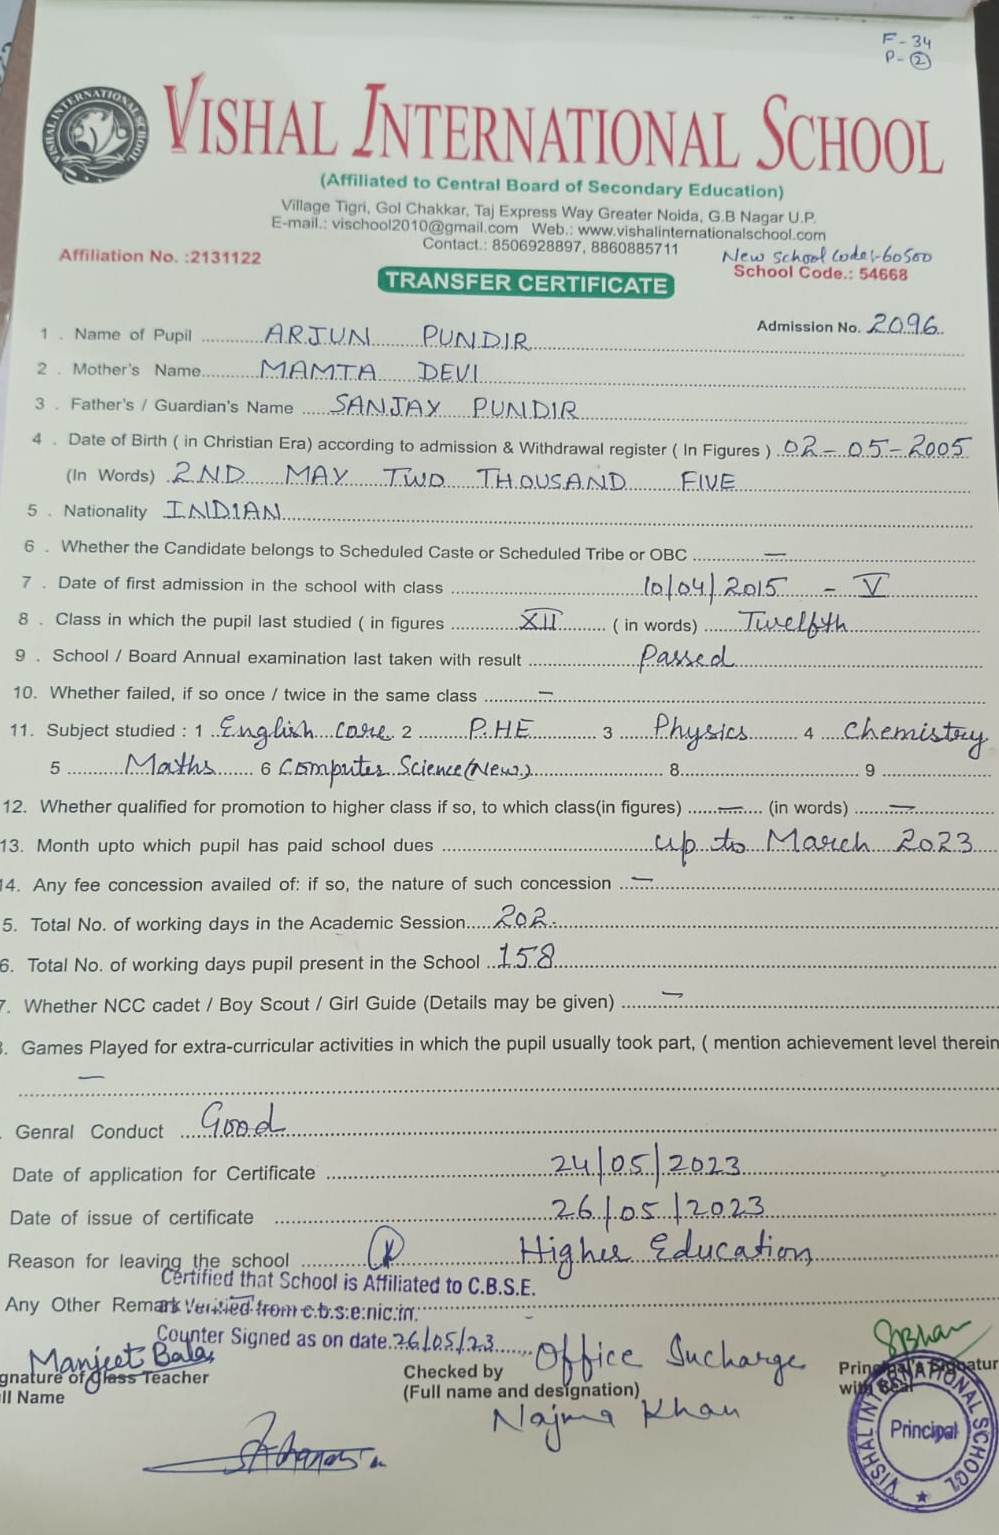 F-34
P-②
VISHAL INTERNATIONAL SCHOOL
VISHAL INTERNATIONAL SCHOOL
(Affiliated to Central Board of Secondary Education)
Village Tigri, Gol Chakkar, Taj Express Way Greater Noida, G.B Nagar U.P.
E-mail.: vischool2010@gmail.com Web.: www.vishalinternationalschool.com
Contact.: 8506928897, 8860885711
New School Code:-60500
Affiliation No. :2131122
School Code.: 54668
TRANSFER CERTIFICATE
Admission No. 2096
1 . Name of Pupil ARJUN PUNDIR
2 . Mother's Name MAMTA DEVI
3 . Father's / Guardian's Name SANJAY PUNDIR
4 . Date of Birth ( in Christian Era) according to admission & Withdrawal register ( In Figures ) 02-05-2005
(In Words) 2ND MAY TWO THOUSAND FIVE
5 . Nationality INDIAN
6 . Whether the Candidate belongs to Scheduled Caste or Scheduled Tribe or OBC —
7 . Date of first admission in the school with class 10/04/2015 - V
8 . Class in which the pupil last studied ( in figures XII ( in words) Twelfth
9 . School / Board Annual examination last taken with result Passed
10. Whether failed, if so once / twice in the same class —
11. Subject studied : 1 English Core 2 P.HE 3 Physics 4 Chemistry
5 Maths 6 Computer Science (New) 8 9
12. Whether qualified for promotion to higher class if so, to which class(in figures) — (in words) —
13. Month upto which pupil has paid school dues up to March 2023
14. Any fee concession availed of: if so, the nature of such concession —
5. Total No. of working days in the Academic Session 202
6. Total No. of working days pupil present in the School 158
7. Whether NCC cadet / Boy Scout / Girl Guide (Details may be given) —
. Games Played for extra-curricular activities in which the pupil usually took part, ( mention achievement level therein
—
. Genral Conduct Good
Date of application for Certificate 24/05/2023
Date of issue of certificate 26/05/2023
Reason for leaving the school Higher Education
Certified that School is Affiliated to C.B.S.E.
Any Other Remark Verified from c.b.s.e.nic.in.
Counter Signed as on date 26/05/23
Manjeet Bala
Office Incharge
gnature of Class Teacher
Checked by
Principal's Signatur
ll Name
(Full name and designation)
with Seal
Najma Khan
VISHAL INTERNATIONAL SCHOOL
Principal